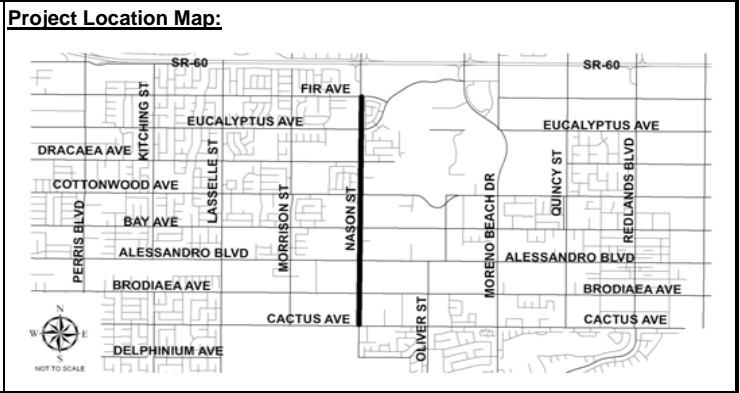 Project Location Map:
SR-60
SR-60
FIR AVE
KITCHING ST
EUCALYPTUS AVE
EUCALYPTUS AVE
DRACAEA AVE
LASSELLE ST
QUINCY ST
REDLANDS BLVD
COTTONWOOD AVE
MORRISON ST
NASON ST
MORENO BEACH DR
PERRIS BLVD
BAY AVE
ALESSANDRO BLVD
ALESSANDRO BLVD
BRODIAEA AVE
BRODIAEA AVE
OLIVER ST
CACTUS AVE
CACTUS AVE
N
W
E
S
DELPHINIUM AVE
NOT TO SCALE